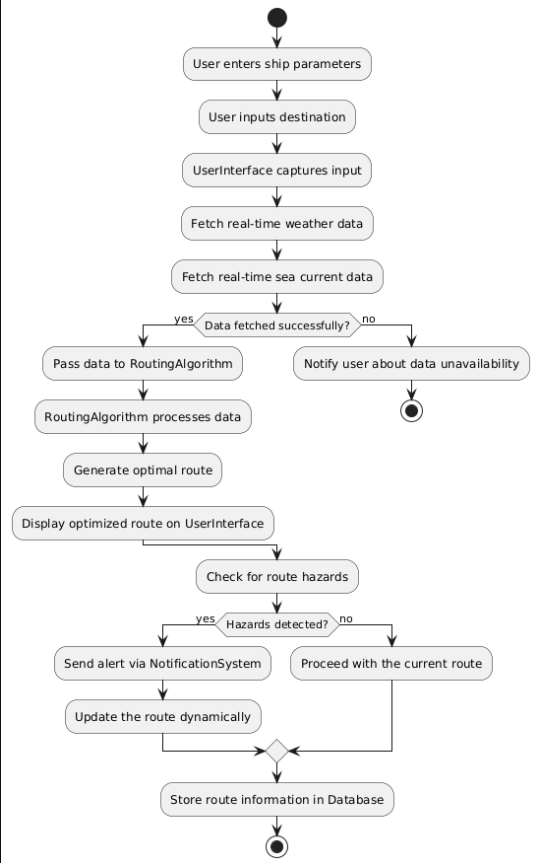 User enters ship parameters
User inputs destination
UserInterface captures input
Fetch real-time weather data
Fetch real-time sea current data
yes
Data fetched successfully?
no
Pass data to RoutingAlgorithm
Notify user about data unavailability
RoutingAlgorithm processes data
Generate optimal route
Display optimized route on UserInterface
Check for route hazards
yes
Hazards detected?
no
Send alert via NotificationSystem
Proceed with the current route
Update the route dynamically
Store route information in Database